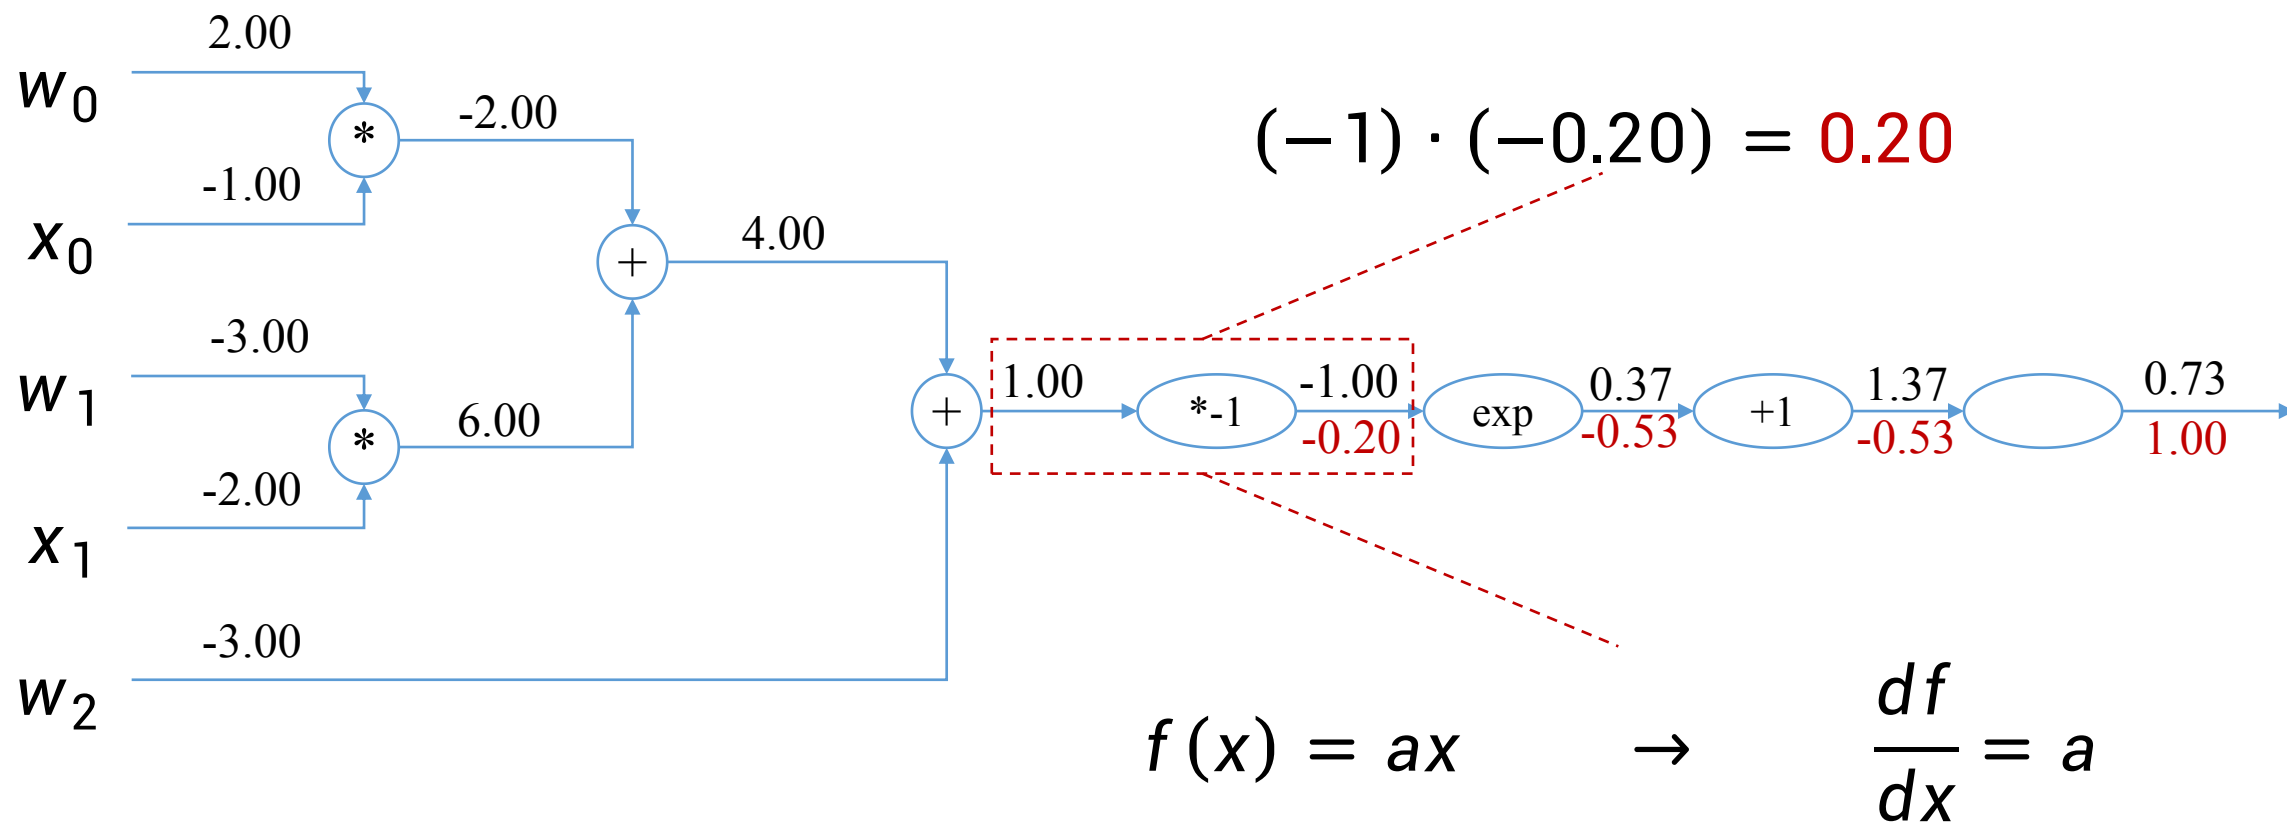 2.00
w0
*
-2.00
(−1) · (−0.20) = 0.20
-1.00
x0
4.00
+
-3.00
w1
*
6.00
-2.00
x1
+
1.00
*-1
-1.00
-0.20
exp
0.37
-0.53
+1
1.37
-0.53
0.73
1.00
-3.00
w2
f(x) = ax → df/dx = a